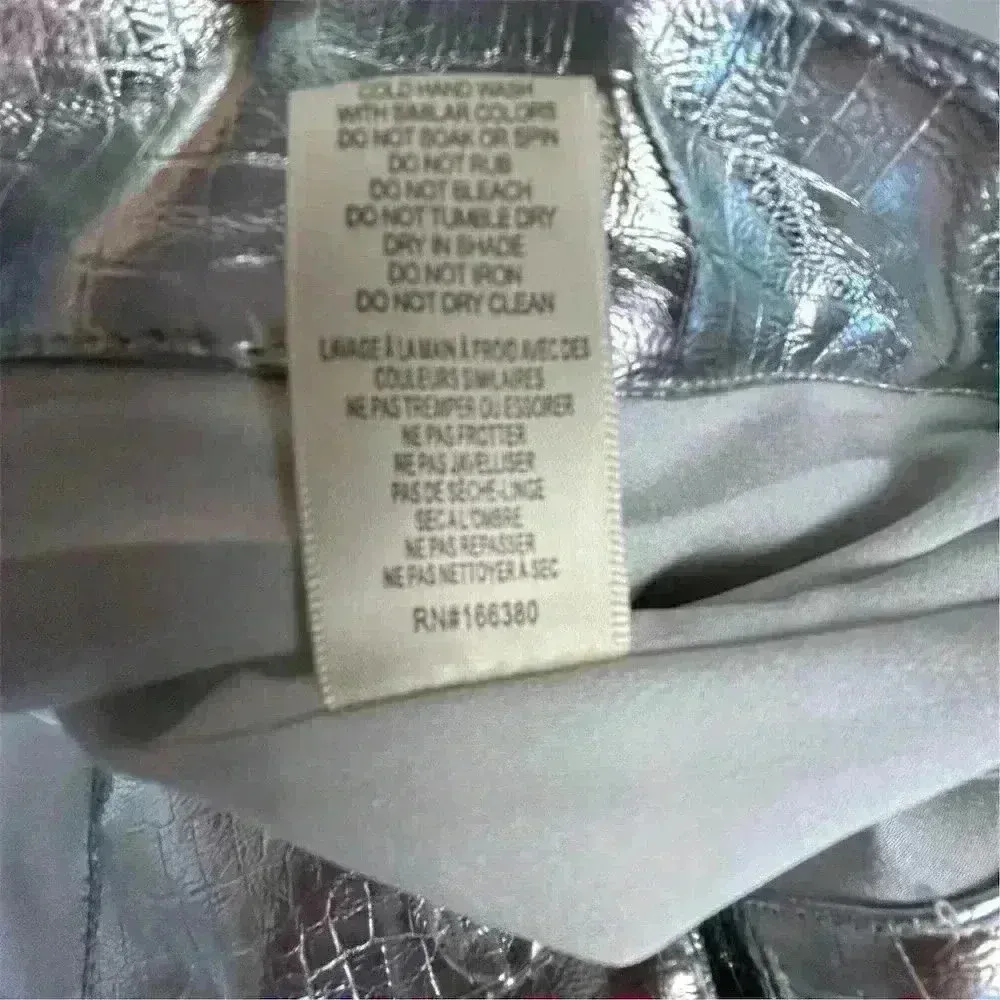 COLD HAND WASH
WITH SIMILAR COLORS
DO NOT SOAK OR SPIN
DO NOT RUB
DO NOT BLEACH
DO NOT TUMBLE DRY
DRY IN SHADE
DO NOT IRON
DO NOT DRY CLEAN
LAVAGE À LA MAIN À FROID AVEC DES
COULEURS SIMILAIRES
NE PAS TREMPER OU ESSORER
NE PAS FROTTER
NE PAS JAVELLISER
PAS DE SÈCHE-LINGE
SEC A L'OMBRE
NE PAS REPASSER
NE PAS NETTOYER A SEC
RN#166380